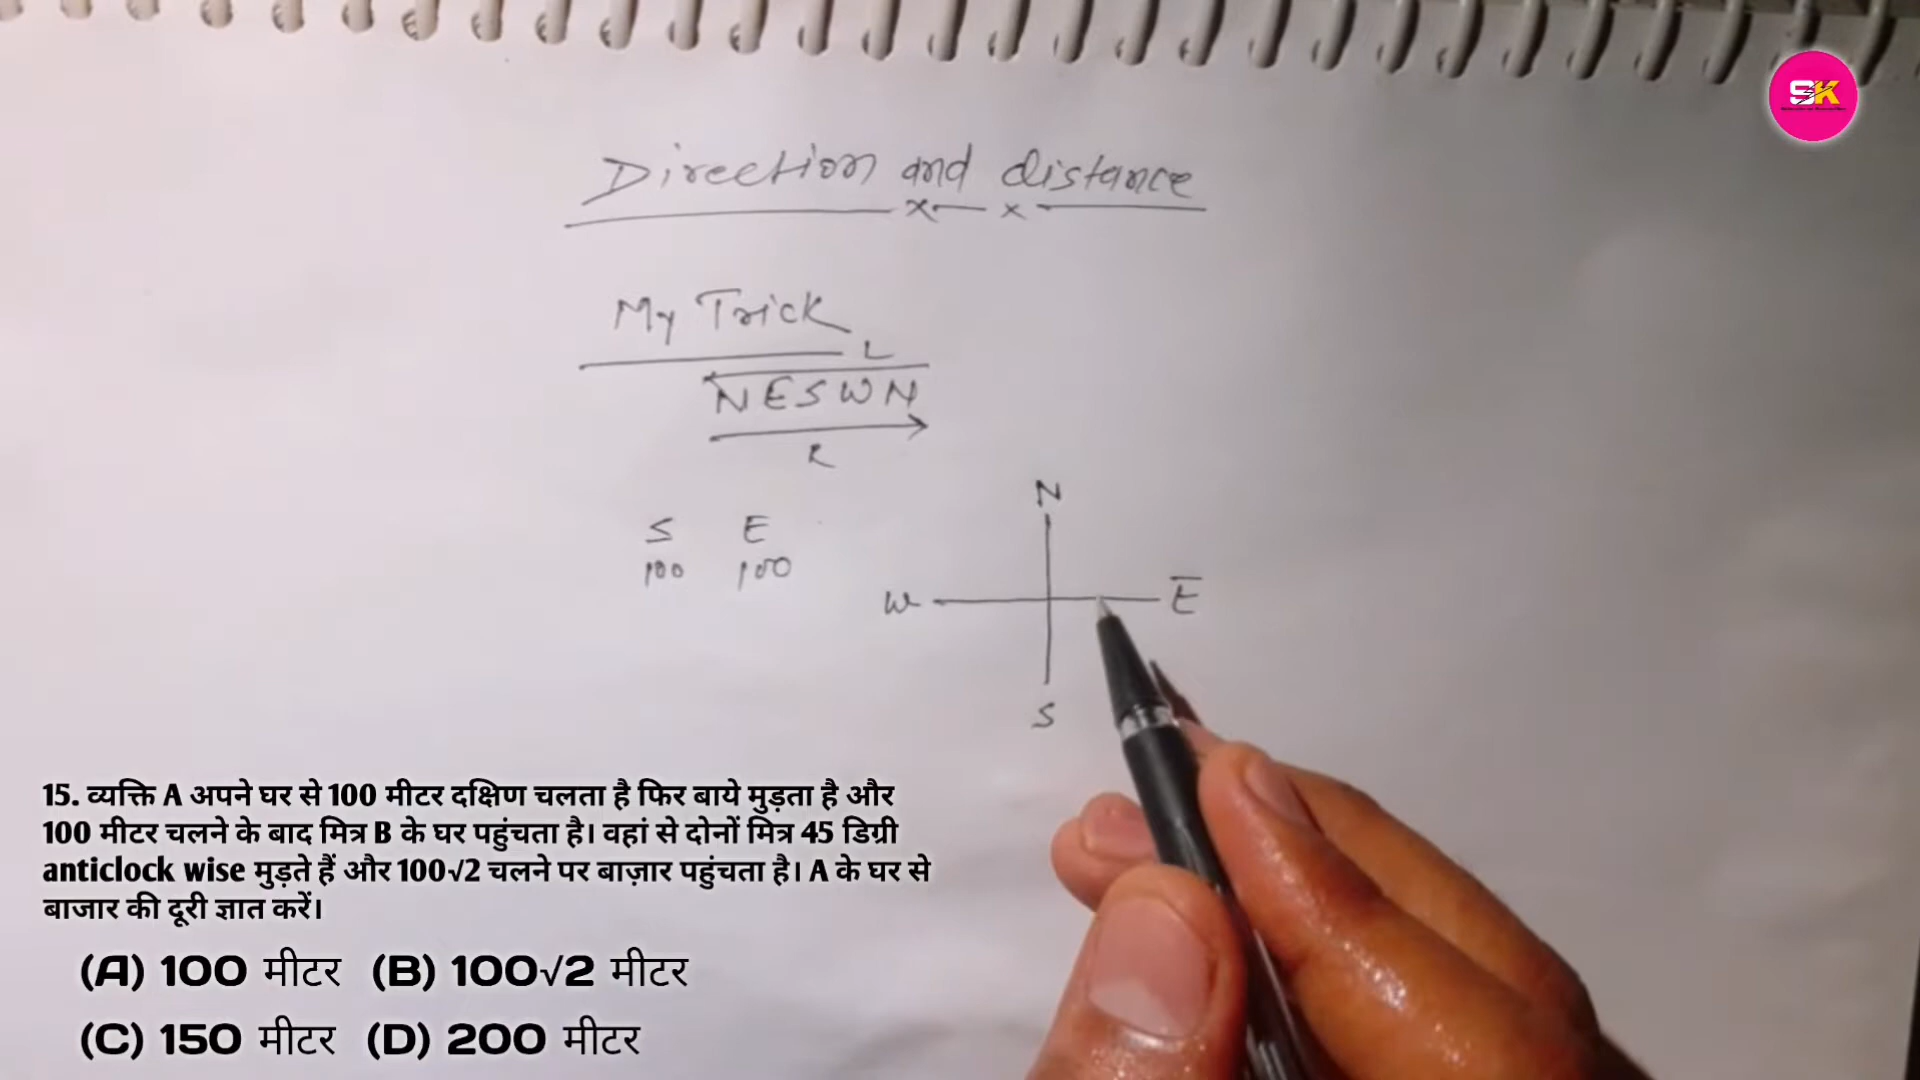 SK
Direction and distance
My Trick
L
NESWN
R
N
S E
100 100
W E
S
15. व्यक्ति A अपने घर से 100 मीटर दक्षिण चलता है फिर बाये मुड़ता है और
100 मीटर चलने के बाद मित्र B के घर पहुंचता है। वहां से दोनों मित्र 45 डिग्री
anticlock wise मुड़ते हैं और 100√2 चलने पर बाज़ार पहुंचता है। A के घर से
बाजार की दूरी ज्ञात करें।
(A) 100 मीटर (B) 100√2 मीटर
(C) 150 मीटर (D) 200 मीटर